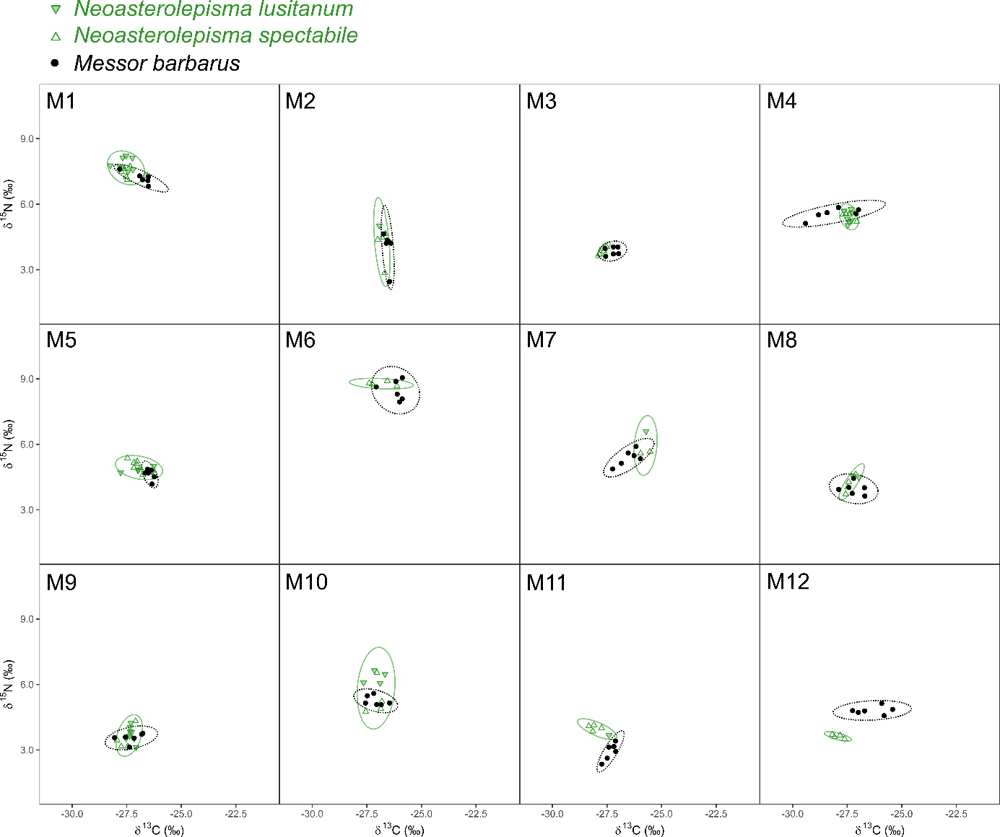 Neoasterolepisma lusitanum
Neoasterolepisma spectabile
Messor barbarus
M1 M2 M3 M4
9.0
6.0
3.0
δ¹⁵N (‰)
M5 M6 M7 M8
9.0
6.0
3.0
δ¹⁵N (‰)
M9 M10 M11 M12
9.0
6.0
3.0
δ¹⁵N (‰)
-30.0 -27.5 -25.0 -22.5 -30.0 -27.5 -25.0 -22.5 -30.0 -27.5 -25.0 -22.5 -30.0 -27.5 -25.0 -22.5
δ¹³C (‰) δ¹³C (‰) δ¹³C (‰) δ¹³C (‰)